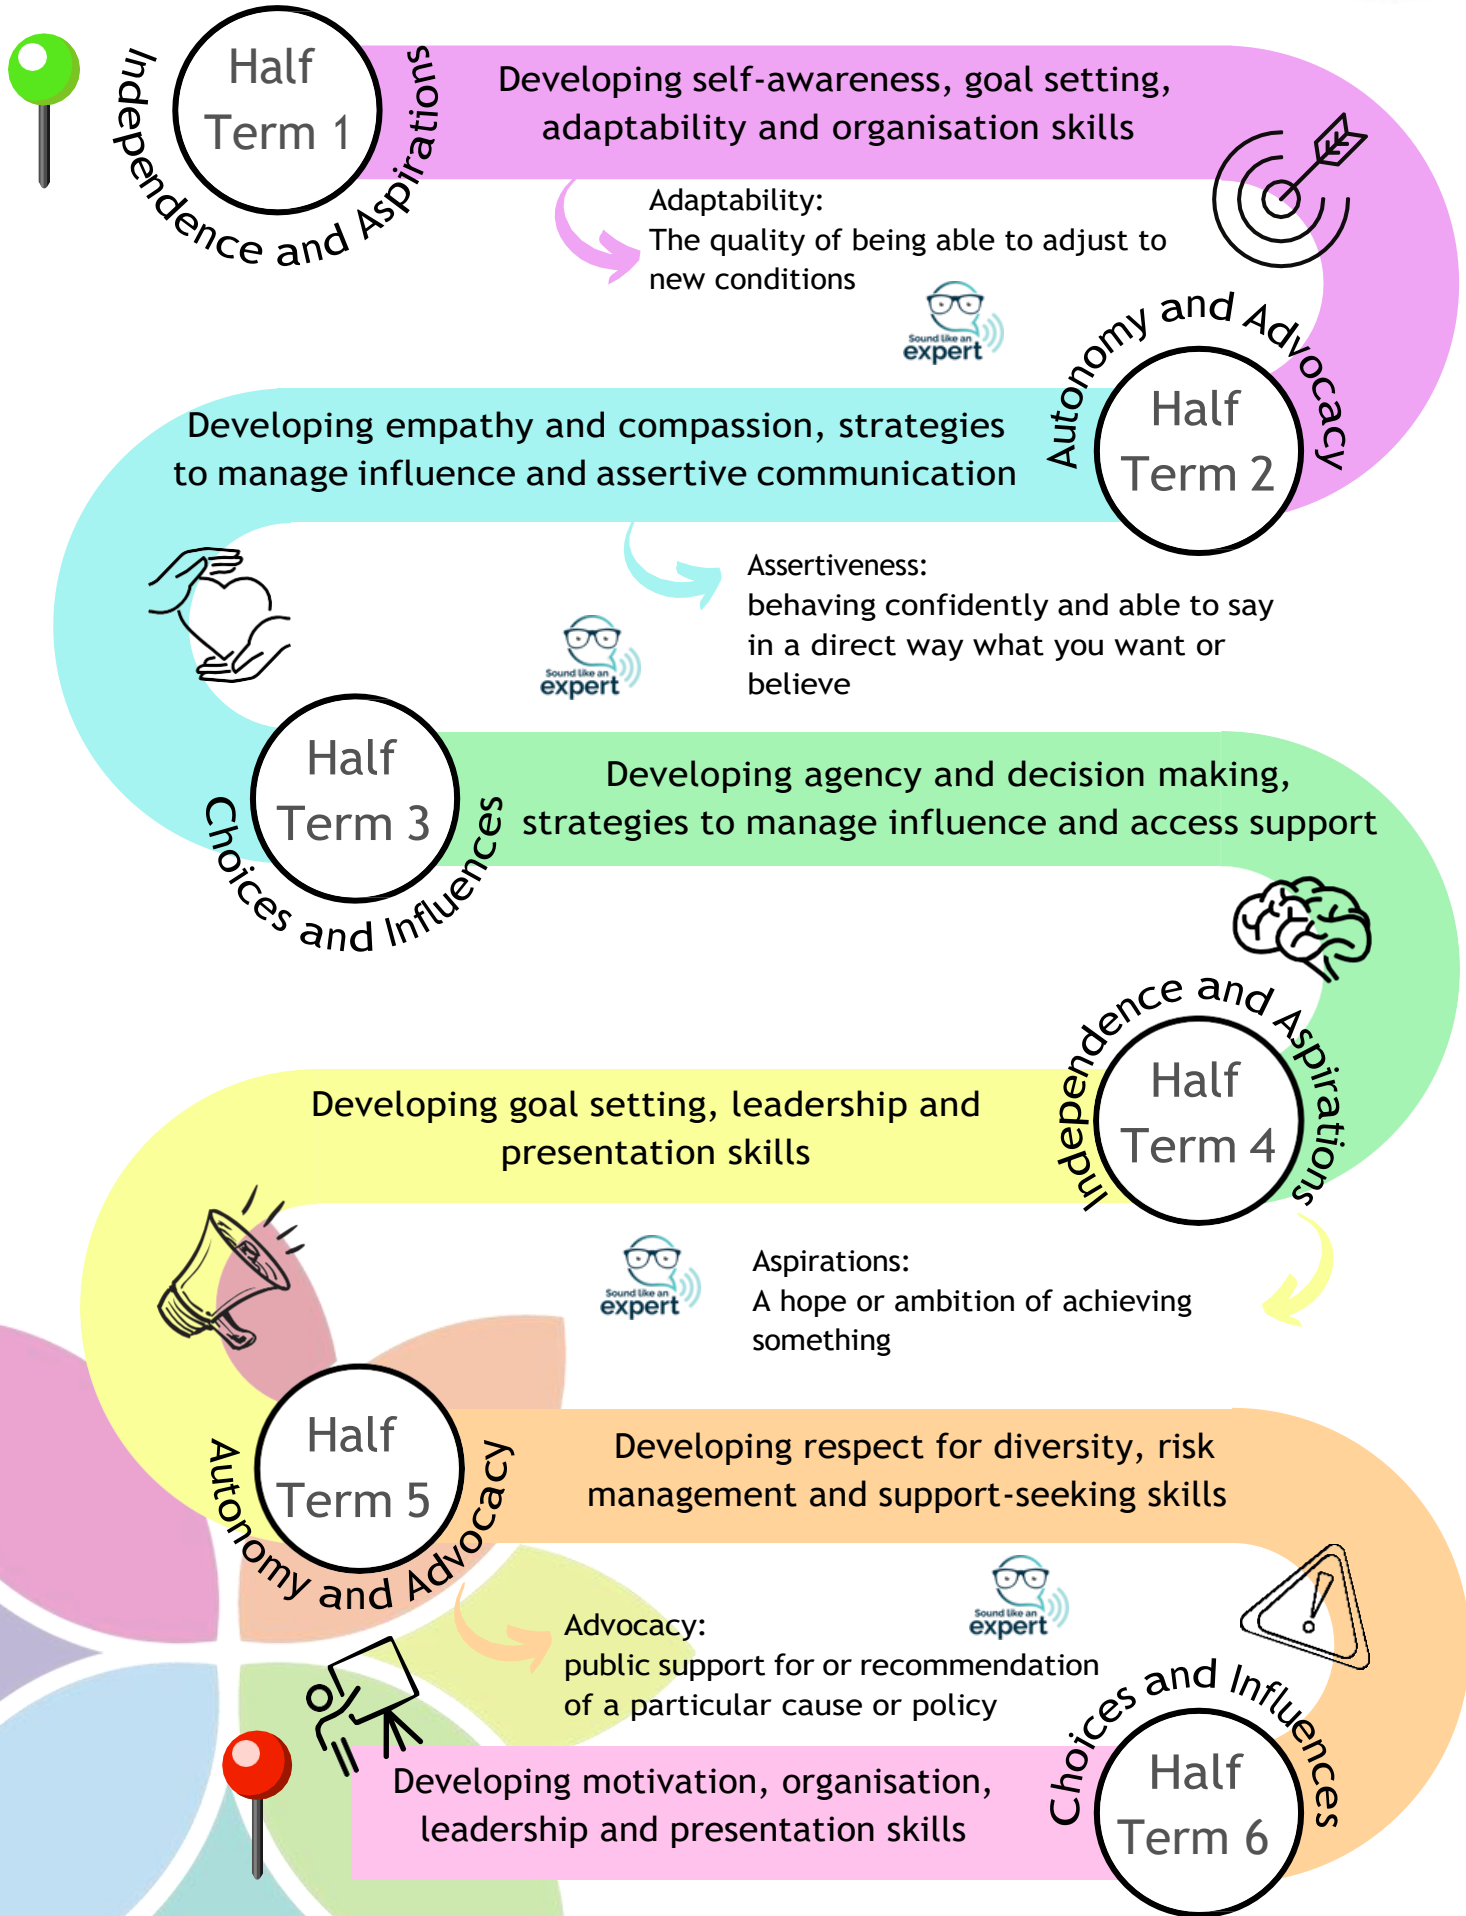 Half
Term 1
Independence and Aspirations
Developing self-awareness, goal setting,
adaptability and organisation skills
Adaptability:
The quality of being able to adjust to
new conditions
Sound like an
expert
Autonomy and Advocacy
Half
Term 2
Developing empathy and compassion, strategies
to manage influence and assertive communication
Assertiveness:
behaving confidently and able to say
in a direct way what you want or
believe
Sound like an
expert
Half
Term 3
Choices and Influences
Developing agency and decision making,
strategies to manage influence and access support
Independence and Aspirations
Half
Term 4
Developing goal setting, leadership and
presentation skills
Sound like an
expert
Aspirations:
A hope or ambition of achieving
something
Half
Term 5
Autonomy and Advocacy
Developing respect for diversity, risk
management and support-seeking skills
Sound like an
expert
Advocacy:
public support for or recommendation
of a particular cause or policy
Choices and Influences
Half
Term 6
Developing motivation, organisation,
leadership and presentation skills